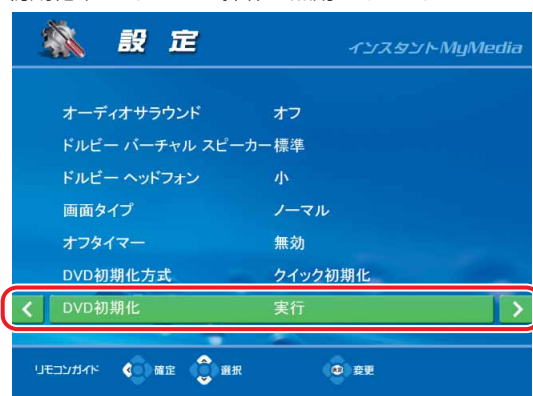 設 定
インスタントMyMedia
オーディオサラウンド オフ
ドルビー バーチャル スピーカー 標準
ドルビー ヘッドフォン 小
画面タイプ ノーマル
オフタイマー 無効
DVD初期化方式 クイック初期化
DVD初期化 実行
リモコンガイド 確定 選択 変更